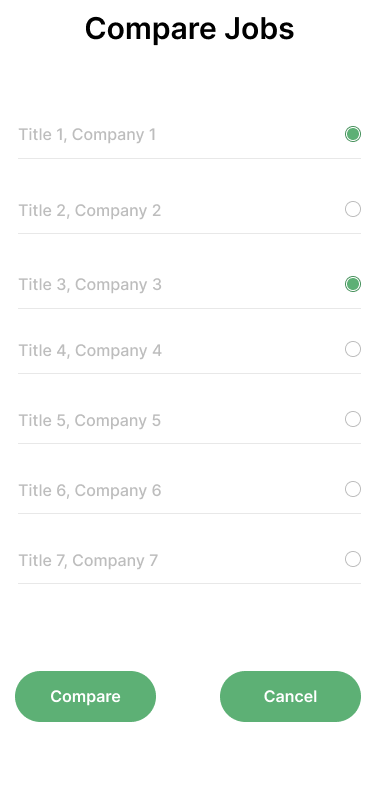 Compare Jobs
Title 1, Company 1
Title 2, Company 2
Title 3, Company 3
Title 4, Company 4
Title 5, Company 5
Title 6, Company 6
Title 7, Company 7
Compare Cancel